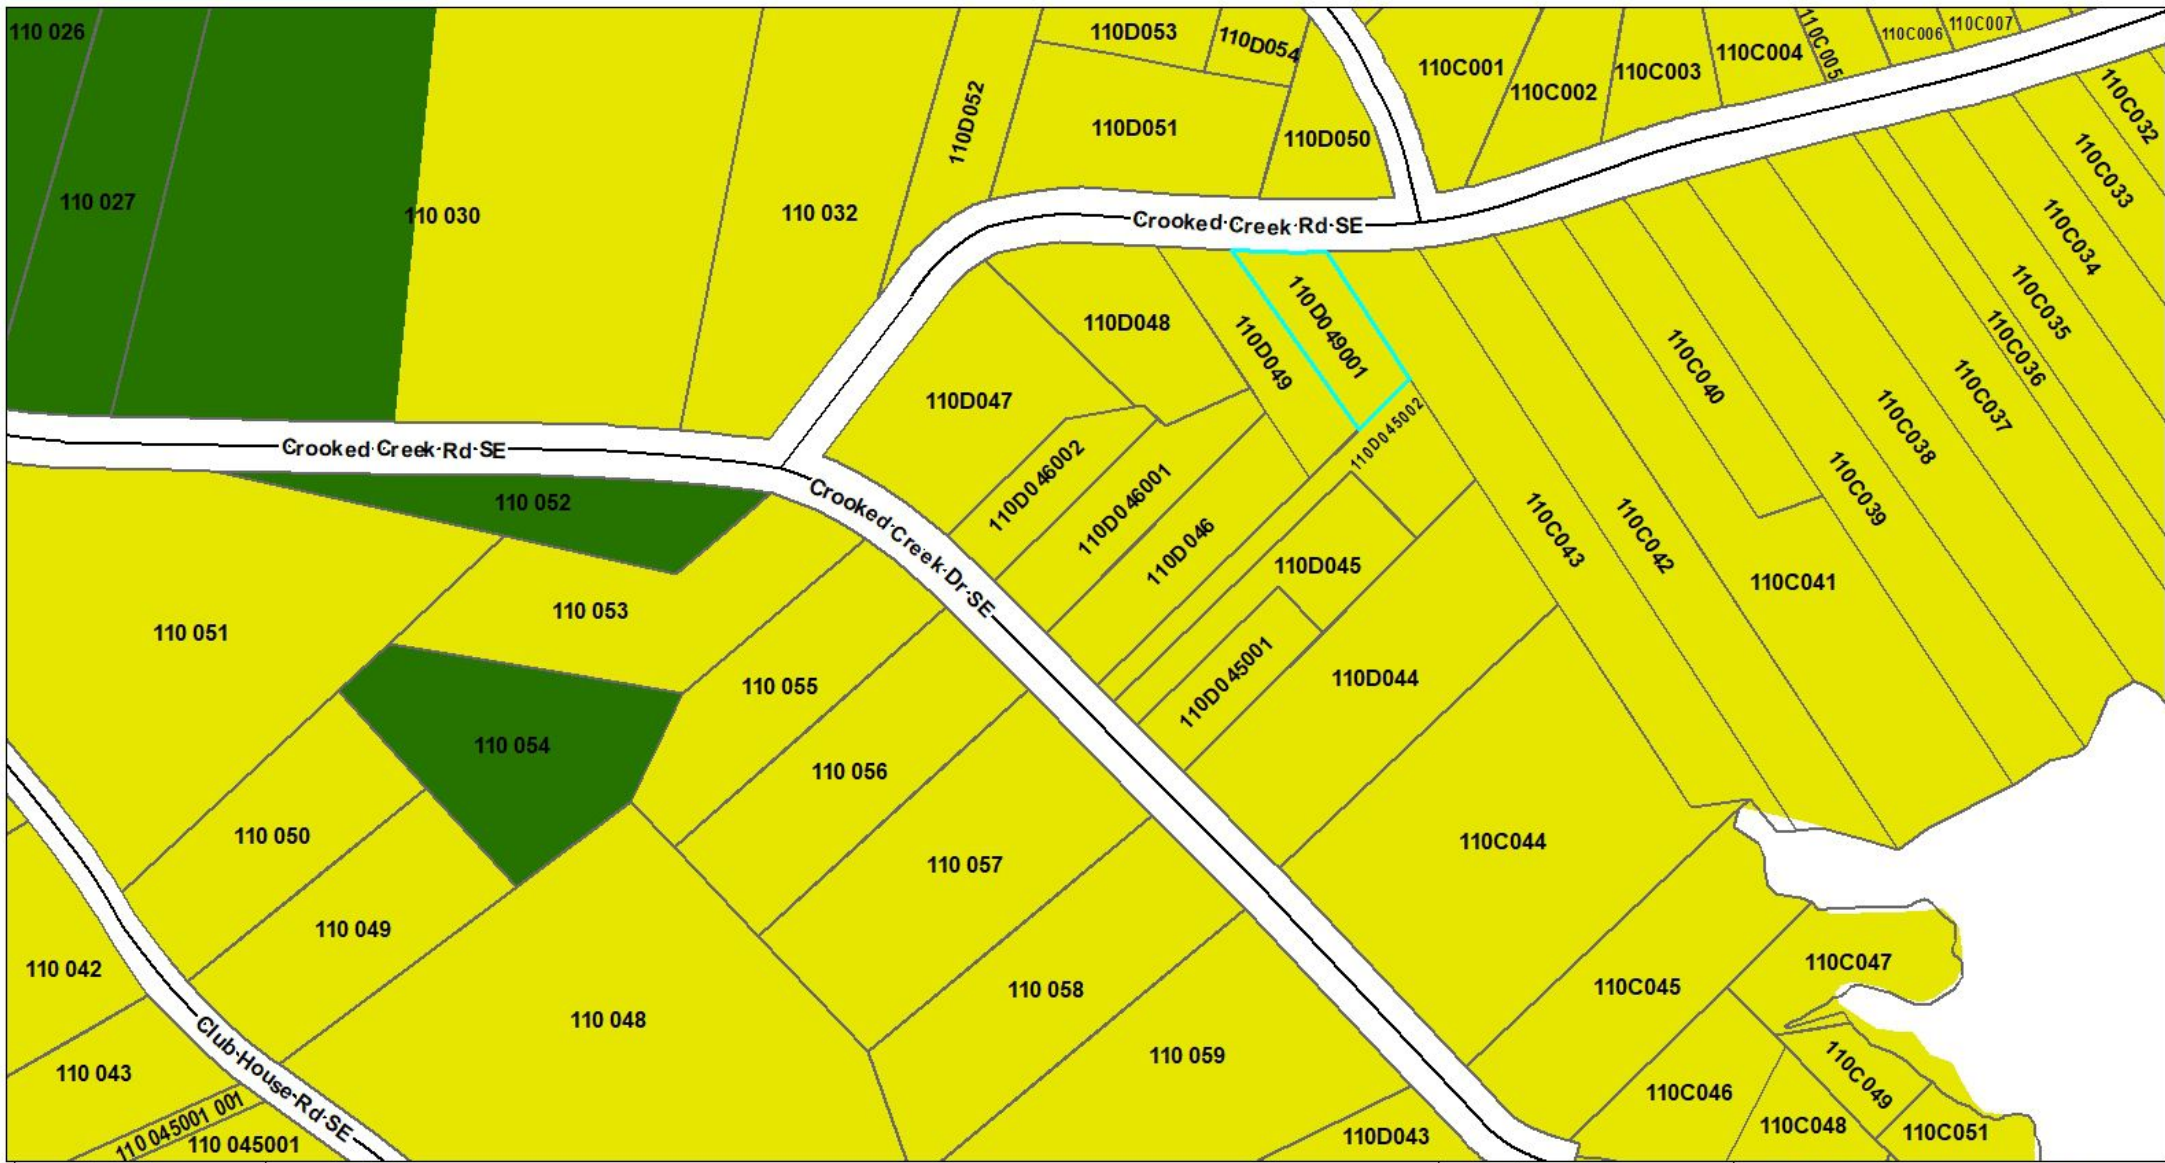 110 026
110D053
110D054
110C001
110C002
110C003
110C004
110C005
110C006
110C007
110C032
110D052
110D051
110D050
110C033
110 027
110 030
110 032
Crooked Creek Rd SE
110C034
110C035
110C036
110D048
110D049
110D049001
110C040
110C037
110C038
110D047
110D045002
110C039
Crooked Creek Rd SE
110 052
110D046002
110D046001
110D046
110C043
110C042
110C041
Crooked Creek Dr SE
110D045
110 051
110 053
110D045001
110D044
110 055
110 054
110 056
110 050
110 057
110C044
110 049
110 042
110C047
110 058
110C045
110 048
110 059
Club House Rd SE
110 043
110C049
110C046
110 045001 001
110 045001
110D043
110C048
110C051